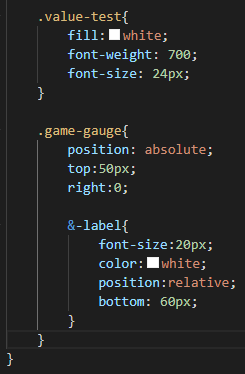 .value-test{
fill:white;
font-weight: 700;
font-size: 24px;
}
.game-gauge{
position: absolute;
top:50px;
right:0;
&-label{
font-size:20px;
color:white;
position:relative;
bottom: 60px;
}
}
}